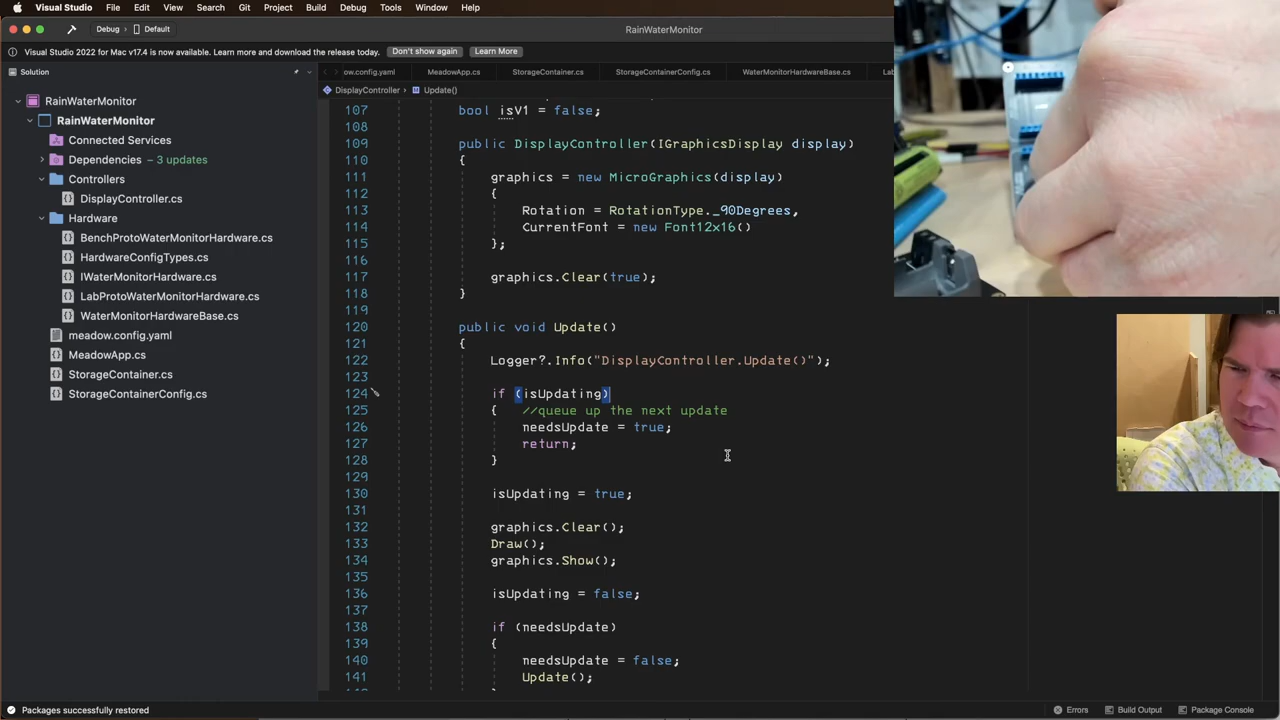 Visual Studio File Edit View Search Git Project Build Debug Tools Window Help
Debug Default RainWaterMonitor
Visual Studio 2022 for Mac v17.4 is now available. Learn more and download the release today. Don't show again Learn More
Solution
ow.config.yaml MeadowApp.cs StorageContainer.cs StorageContainerConfig.cs WaterMonitorHardwareBase.cs Lab
DisplayController Update()
RainWaterMonitor
RainWaterMonitor
Connected Services
Dependencies – 3 updates
Controllers
DisplayController.cs
Hardware
BenchProtoWaterMonitorHardware.cs
HardwareConfigTypes.cs
IWaterMonitorHardware.cs
LabProtoWaterMonitorHardware.cs
WaterMonitorHardwareBase.cs
meadow.config.yaml
MeadowApp.cs
StorageContainer.cs
StorageContainerConfig.cs
107 bool isV1 = false;
108
109 public DisplayController(IGraphicsDisplay display)
110 {
111 graphics = new MicroGraphics(display)
112 {
113 Rotation = RotationType._90Degrees,
114 CurrentFont = new Font12x16()
115 };
116
117 graphics.Clear(true);
118 }
119
120 public void Update()
121 {
122 Logger?.Info("DisplayController.Update()");
123
124 if (isUpdating)
125 { //queue up the next update
126 needsUpdate = true;
127 return;
128 }
129
130 isUpdating = true;
131
132 graphics.Clear();
133 Draw();
134 graphics.Show();
135
136 isUpdating = false;
137
138 if (needsUpdate)
139 {
140 needsUpdate = false;
141 Update();
Packages successfully restored Errors Build Output Package Console